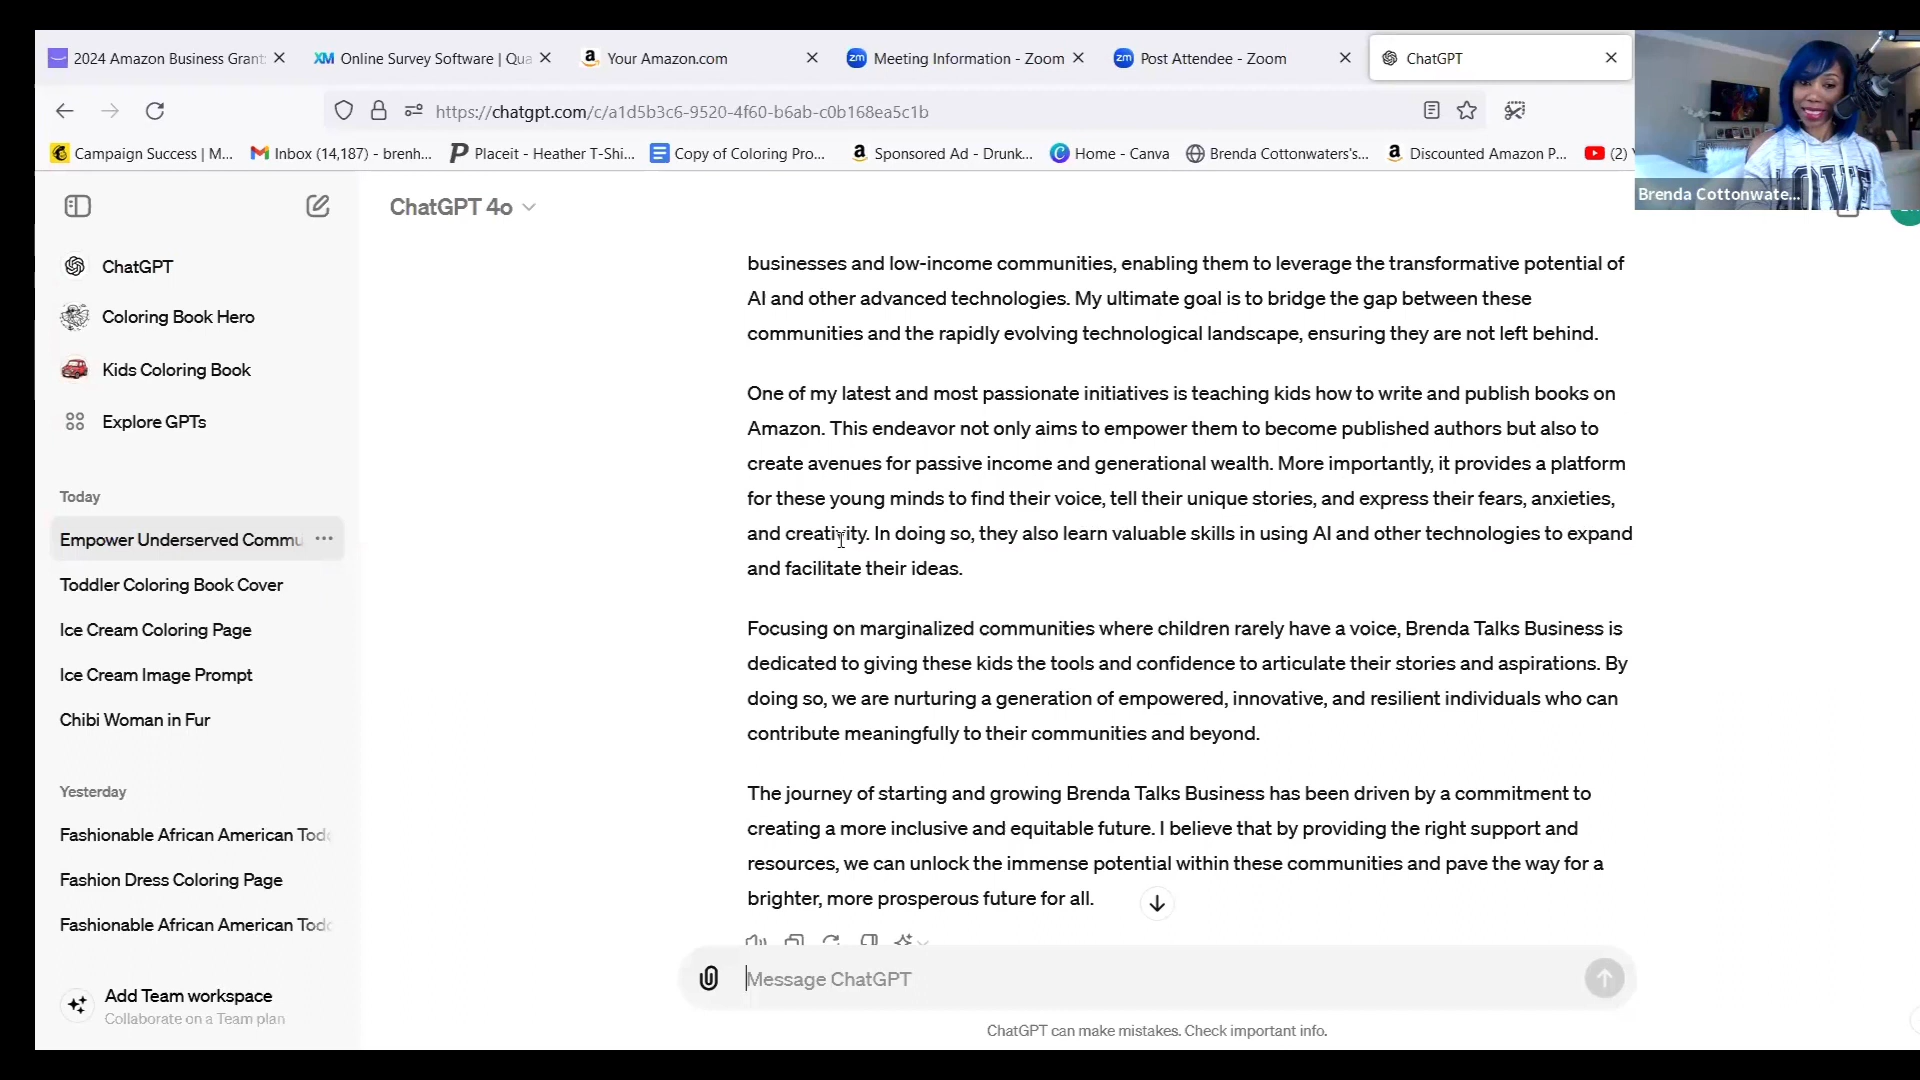 2024 Amazon Business Grant
XM Online Survey Software | Qua
a Your Amazon.com
zm Meeting Information - Zoom
zm Post Attendee - Zoom
ChatGPT
https://chatgpt.com/c/a1d5b3c6-9520-4f60-b6ab-c0b168ea5c1b
Campaign Success | M...
Inbox (14,187) - brenh...
Placeit - Heather T-Shi...
Copy of Coloring Pro...
Sponsored Ad - Drunk...
Home - Canva
Brenda Cottonwaters's...
Discounted Amazon P...
(2)
LOVE
Brenda Cottonwate...
ChatGPT
Coloring Book Hero
Kids Coloring Book
Explore GPTs
Today
Empower Underserved Commu
Toddler Coloring Book Cover
Ice Cream Coloring Page
Ice Cream Image Prompt
Chibi Woman in Fur
Yesterday
Fashionable African American Todd
Fashion Dress Coloring Page
Fashionable African American Todd
Add Team workspace
Collaborate on a Team plan
ChatGPT 4o
businesses and low-income communities, enabling them to leverage the transformative potential of
AI and other advanced technologies. My ultimate goal is to bridge the gap between these
communities and the rapidly evolving technological landscape, ensuring they are not left behind.
One of my latest and most passionate initiatives is teaching kids how to write and publish books on
Amazon. This endeavor not only aims to empower them to become published authors but also to
create avenues for passive income and generational wealth. More importantly, it provides a platform
for these young minds to find their voice, tell their unique stories, and express their fears, anxieties,
and creativity. In doing so, they also learn valuable skills in using AI and other technologies to expand
and facilitate their ideas.
Focusing on marginalized communities where children rarely have a voice, Brenda Talks Business is
dedicated to giving these kids the tools and confidence to articulate their stories and aspirations. By
doing so, we are nurturing a generation of empowered, innovative, and resilient individuals who can
contribute meaningfully to their communities and beyond.
The journey of starting and growing Brenda Talks Business has been driven by a commitment to
creating a more inclusive and equitable future. I believe that by providing the right support and
resources, we can unlock the immense potential within these communities and pave the way for a
brighter, more prosperous future for all.
Message ChatGPT
ChatGPT can make mistakes. Check important info.